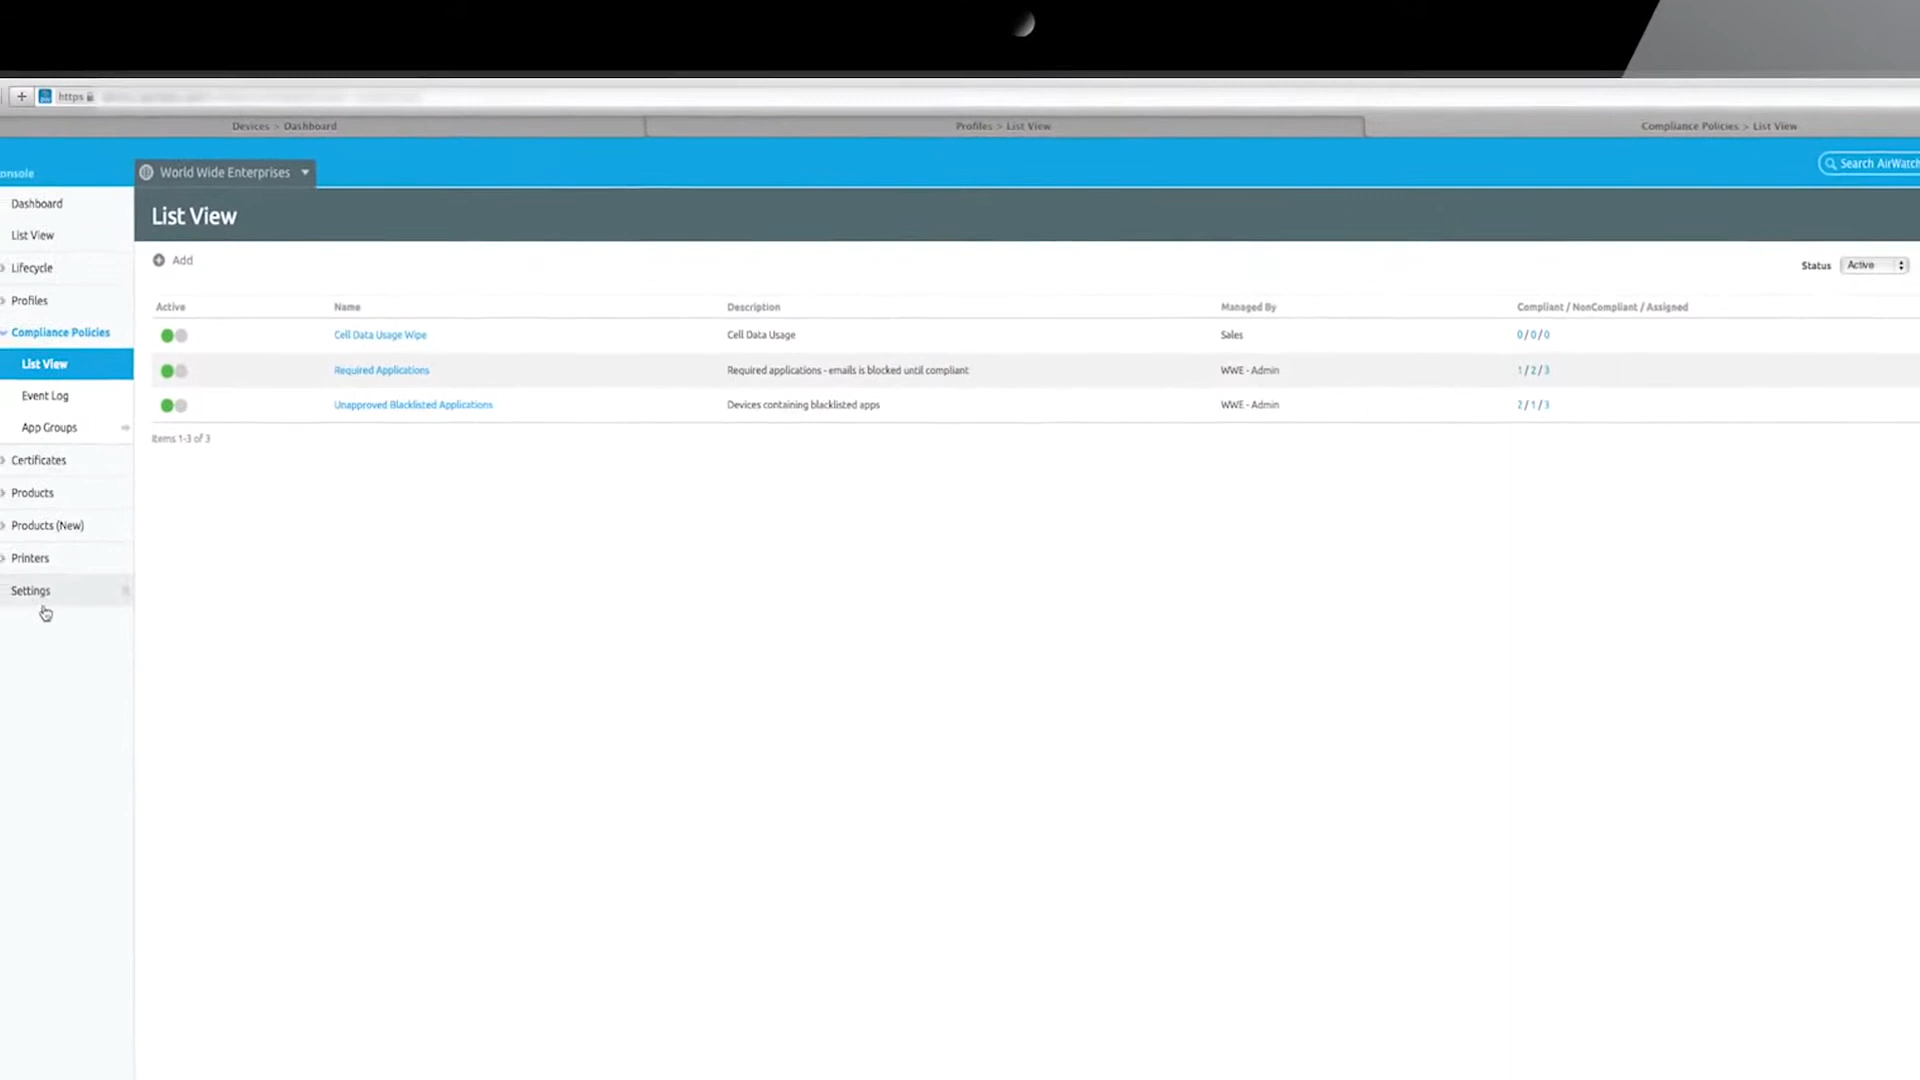 + https
Devices > Dashboard Profiles > List View Compliance Policies > List View
onsole World Wide Enterprises Search AirWatch
Dashboard
List View
List View
Lifecycle
Profiles
Compliance Policies
List View
Event Log
App Groups
Certificates
Products
Products (New)
Printers
Settings
Add Status Active
Active Name Description Managed By Compliant / NonCompliant / Assigned
Cell Data Usage Wipe Cell Data Usage Sales 0/0/0
Required Applications Required applications - emails is blocked until compliant WWE - Admin 1/2/3
Unapproved Blacklisted Applications Devices containing blacklisted apps WWE - Admin 2/1/3
Items 1-3 of 3